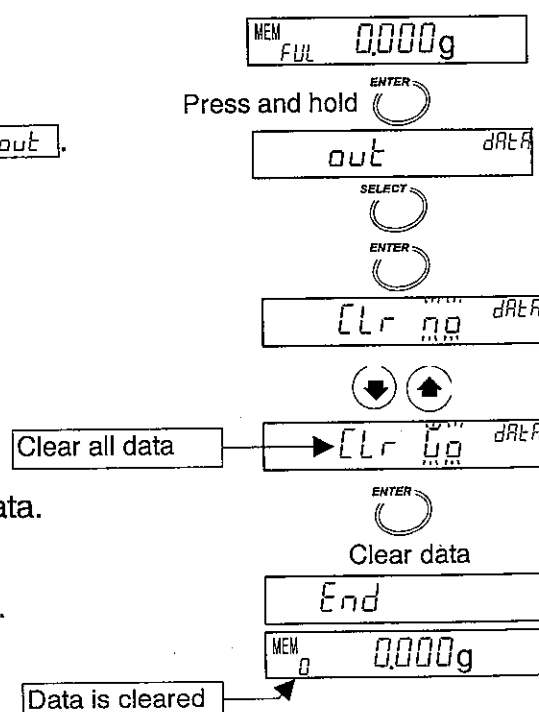 MEM
FUL 0.000g
ENTER
Press and hold
out.
out dAtA
SELECT
ENTER
CLr no dAtA
Clear all data
CLr Go dAtA
ata.
ENTER
Clear data
End
.
MEM
0 0.000g
Data is cleared